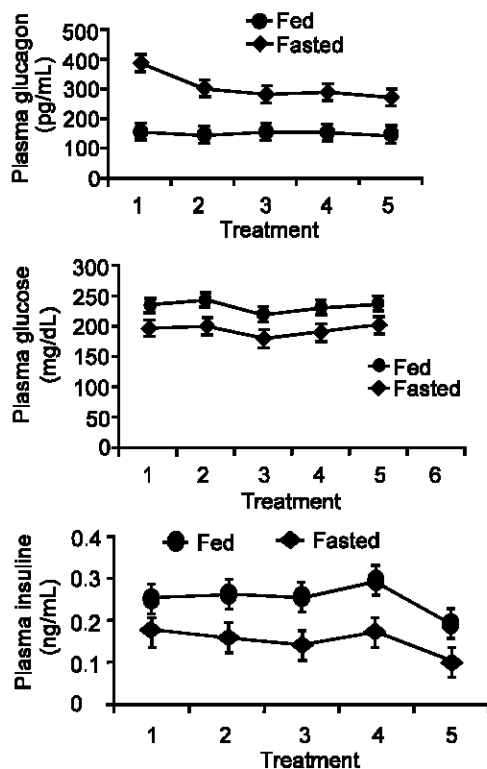 Fed
Fasted
Plasma glucagon
(pg/mL)
500
400
300
200
100
0
1 2 3 4 5
Treatment
Plasma glucose
(mg/dL)
300
250
200
150
100
50
0
Fed
Fasted
1 2 3 4 5 6
Treatment
Plasma insuline
(ng/mL)
0.4
0.3
0.2
0.1
0
Fed Fasted
1 2 3 4 5
Treatment